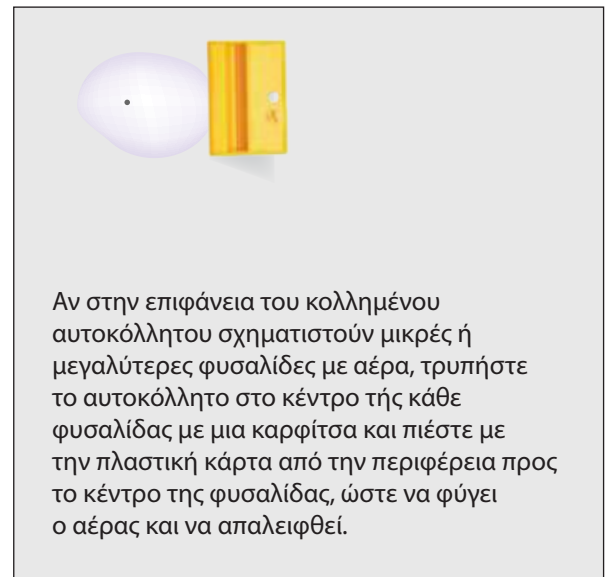 Αν στην επιφάνεια του κολλημένου
αυτοκόλλητου σχηματιστούν μικρές ή
μεγαλύτερες φυσαλίδες με αέρα, τρυπήστε
το αυτοκόλλητο στο κέντρο τής κάθε
φυσαλίδας με μια καρφίτσα και πιέστε με
την πλαστική κάρτα από την περιφέρεια προς
το κέντρο της φυσαλίδας, ώστε να φύγει
ο αέρας και να απαλειφθεί.